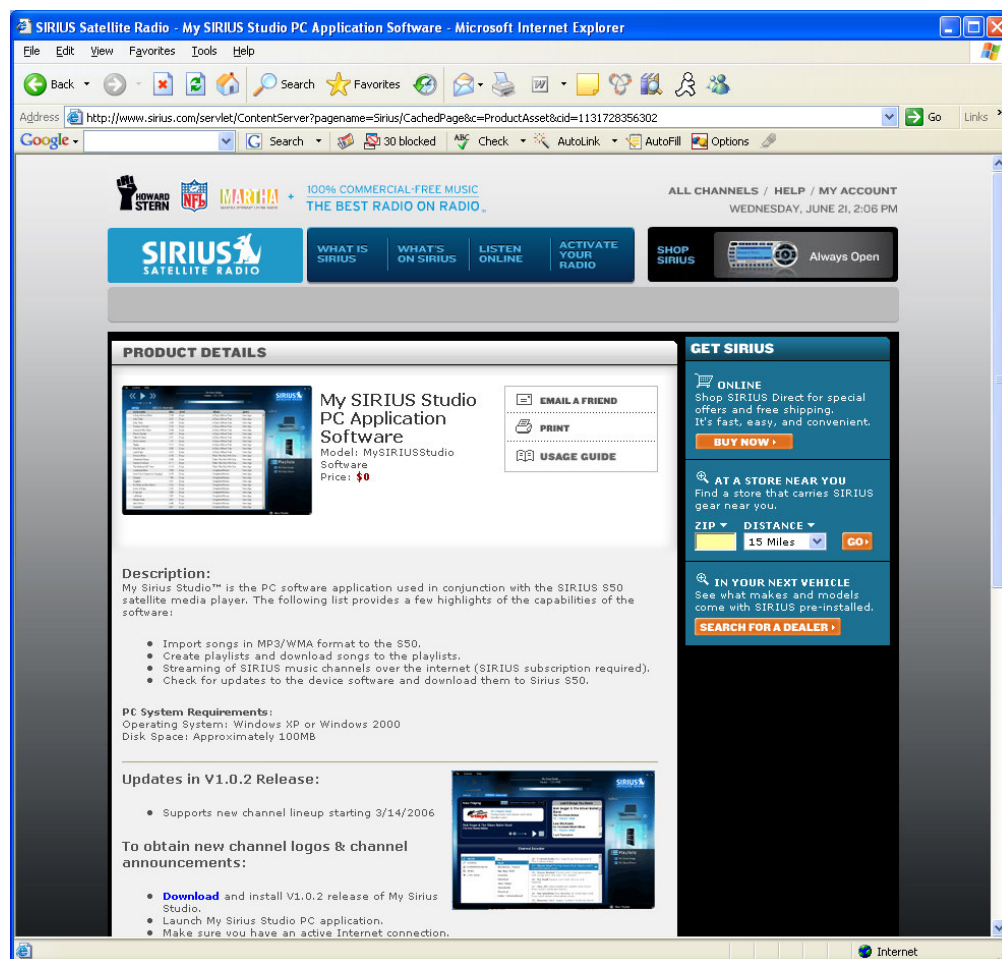 SIRIUS Satellite Radio - My SIRIUS Studio PC Application Software - Microsoft Internet Explorer
File Edit View Favorites Tools Help
Back Search Favorites
Address http://www.sirius.com/servlet/ContentServer?pagename=Sirius/CachedPage&c=ProductAsset&cid=1131728356302 Go Links
Google Search 30 blocked Check AutoLink AutoFill Options
HOWARD STERN NFL MARTHA + 100% COMMERCIAL-FREE MUSIC
THE BEST RADIO ON RADIO
ALL CHANNELS / HELP / MY ACCOUNT
WEDNESDAY, JUNE 21, 2:06 PM
SIRIUS
SATELLITE RADIO
WHAT IS SIRIUS
WHAT'S ON SIRIUS
LISTEN ONLINE
ACTIVATE YOUR RADIO
SHOP SIRIUS
Always Open
PRODUCT DETAILS
My SIRIUS Studio
PC Application
Software
Model: MySIRIUSStudio
Software
Price: $0
EMAIL A FRIEND
PRINT
USAGE GUIDE
Description:
My Sirius Studio™ is the PC software application used in conjunction with the SIRIUS S50
satellite media player. The following list provides a few highlights of the capabilities of the
software:
• Import songs in MP3/WMA format to the S50.
• Create playlists and download songs to the playlists.
• Streaming of SIRIUS music channels over the internet (SIRIUS subscription required).
• Check for updates to the device software and download them to Sirius S50.
PC System Requirements:
Operating System: Windows XP or Windows 2000
Disk Space: Approximately 100MB
Updates in V1.0.2 Release:
• Supports new channel lineup starting 3/14/2006
To obtain new channel logos & channel
announcements:
• Download and install V1.0.2 release of My Sirius
Studio.
• Launch My Sirius Studio PC application.
• Make sure you have an active Internet connection.
GET SIRIUS
ONLINE
Shop SIRIUS Direct for special
offers and free shipping.
It's fast, easy, and convenient.
BUY NOW
AT A STORE NEAR YOU
Find a store that carries SIRIUS
gear near you.
ZIP DISTANCE
15 Miles GO
IN YOUR NEXT VEHICLE
See what makes and models
come with SIRIUS pre-installed.
SEARCH FOR A DEALER
Internet